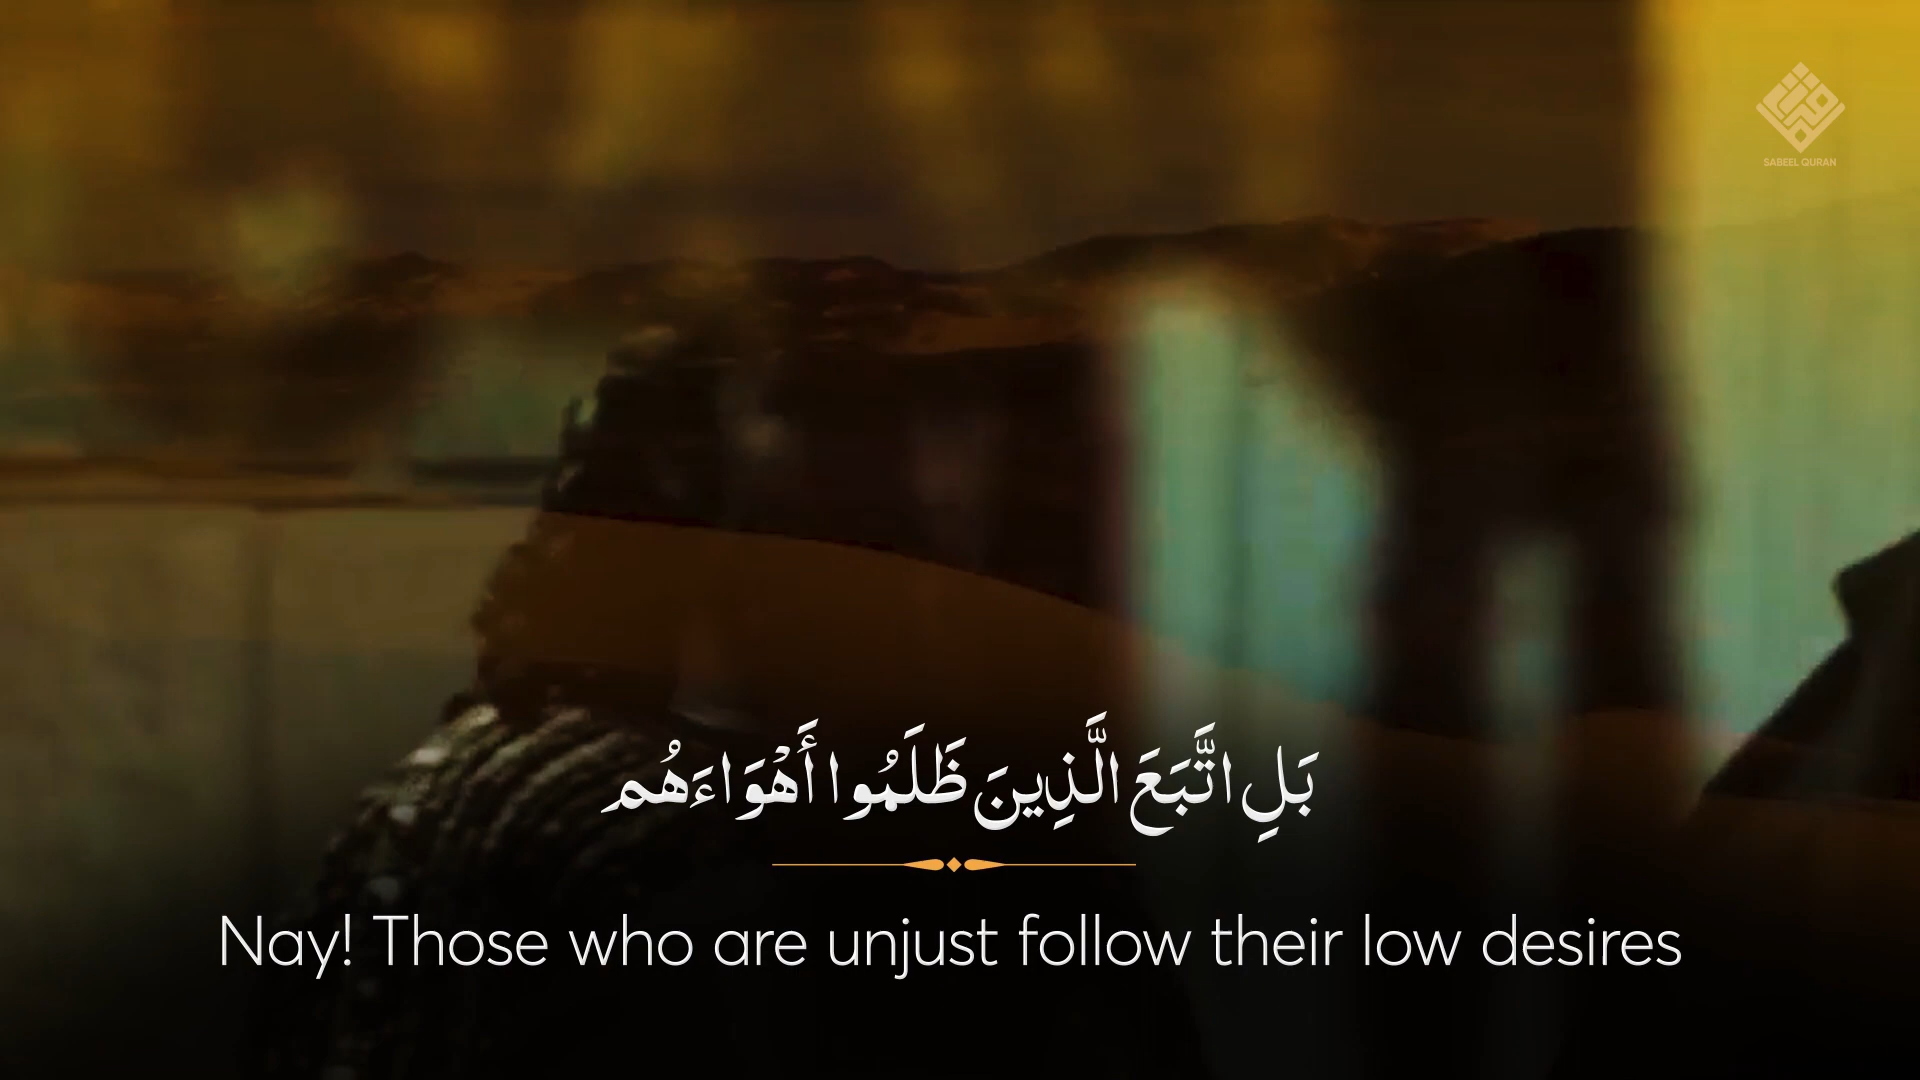 SABEEL QURAN
بَلِ اتَّبَعَ الَّذِينَ ظَلَمُوا أَهْوَاءَهُم
Nay! Those who are unjust follow their low desires